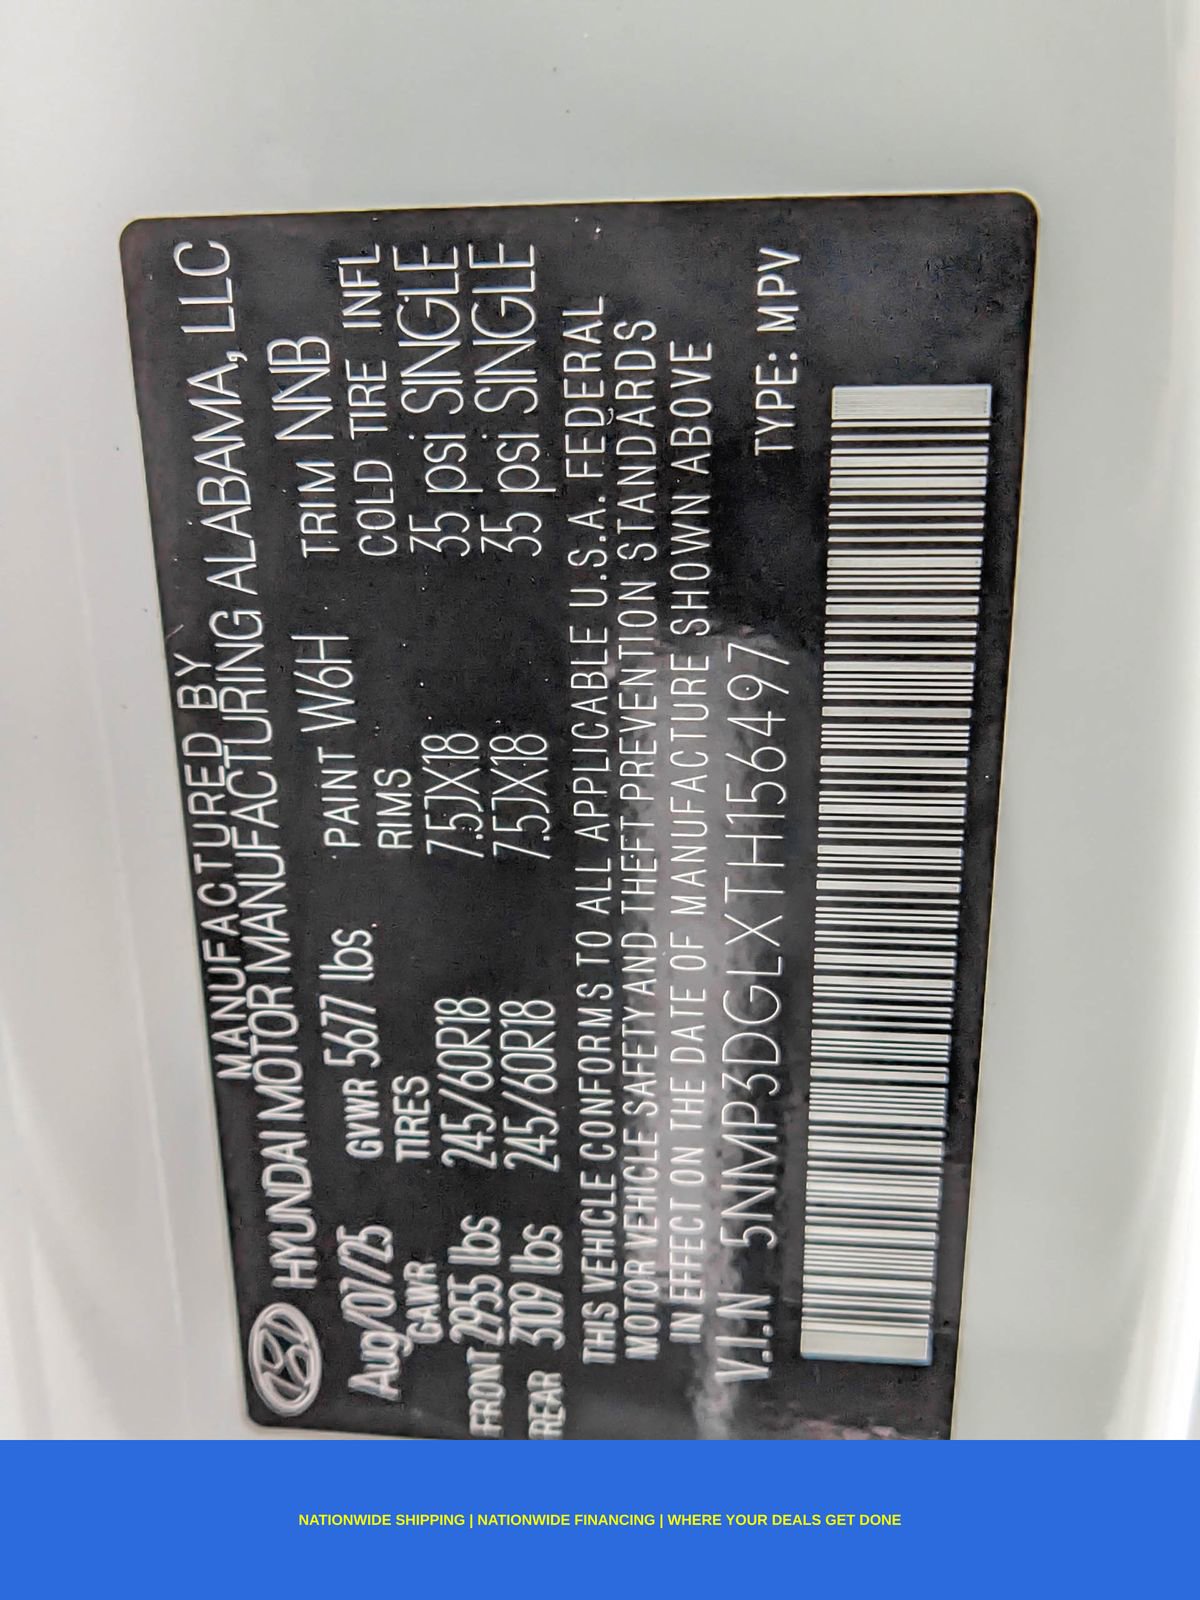 MANUFACTURED BY
HYUNDAI MOTOR MANUFACTURING ALABAMA, LLC
Aug/07/25 GVWR 5677 lbs. PAINT W6H TRIM NNB
GAWR TIRES RIMS COLD TIRE INFL
FRONT 2955 lbs 245/60R18 7.5JX18 35 psi SINGLE
REAR 3109 lbs 245/60R18 7.5JX18 35 psi SINGLE
THIS VEHICLE CONFORMS TO ALL APPLICABLE U.S.A. FEDERAL
MOTOR VEHICLE SAFETY AND THEFT PREVENTION STANDARDS
IN EFFECT ON THE DATE OF MANUFACTURE SHOWN ABOVE
V.I.N 5NMP3DGLXTH156497 TYPE: MPV
NATIONWIDE SHIPPING | NATIONWIDE FINANCING | WHERE YOUR DEALS GET DONE